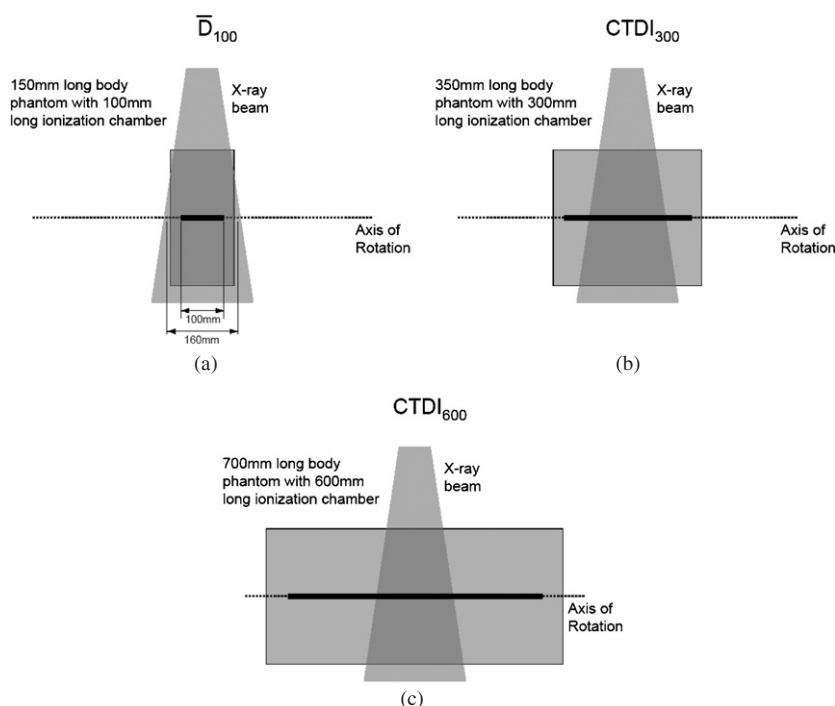 D̅₁₀₀
150mm long body
phantom with 100mm
long ionization chamber
X-ray
beam
Axis of
Rotation
100mm
160mm
(a)
CTDI₃₀₀
350mm long body
phantom with 300mm
long ionization chamber
X-ray
beam
Axis of
Rotation
(b)
CTDI₆₀₀
700mm long body
phantom with 600mm
long ionization chamber
X-ray
beam
Axis of
Rotation
(c)